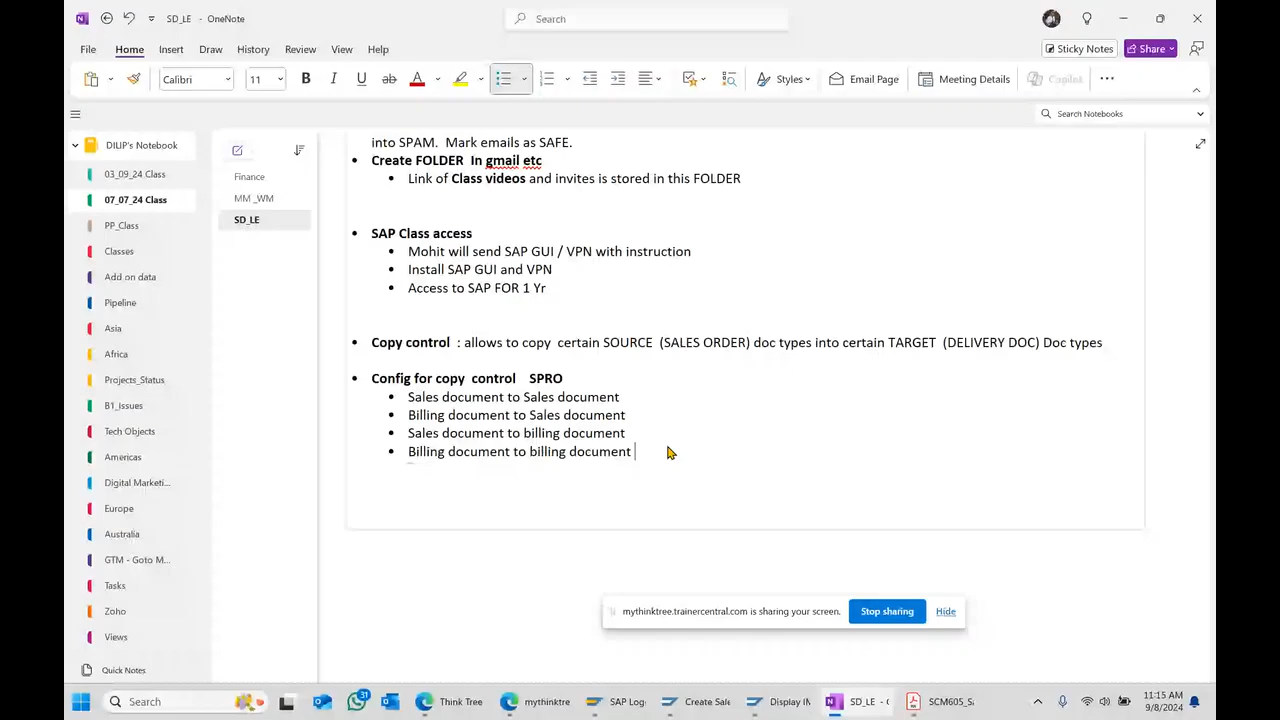 SD_LE - OneNote
Search
File Home Insert Draw History Review View Help
Sticky Notes
Share
Calibri 11
Styles
Email Page
Meeting Details
Copilot
Search Notebooks
DILIP's Notebook
03_09_24 Class
07_07_24 Class
PP_Class
Classes
Add on data
Pipeline
Asia
Africa
Projects_Status
B1_Issues
Tech Objects
Americas
Digital Marketi...
Europe
Australia
GTM - Goto M...
Tasks
Zoho
Views
Quick Notes
Finance
MM _WM
SD_LE
into SPAM. Mark emails as SAFE.
• Create FOLDER In gmail etc
• Link of Class videos and invites is stored in this FOLDER
• SAP Class access
• Mohit will send SAP GUI / VPN with instruction
• Install SAP GUI and VPN
• Access to SAP FOR 1 Yr
• Copy control : allows to copy certain SOURCE (SALES ORDER) doc types into certain TARGET (DELIVERY DOC) Doc types
• Config for copy control SPRO
• Sales document to Sales document
• Billing document to Sales document
• Sales document to billing document
• Billing document to billing document
mythinktree.trainercentral.com is sharing your screen.
Stop sharing
Hide
Search
31
Think Tree
mythinktre
SAP Log
Create Sale
Display IM
SD_LE - C
SCM605_Sa
11:15 AM
9/8/2024